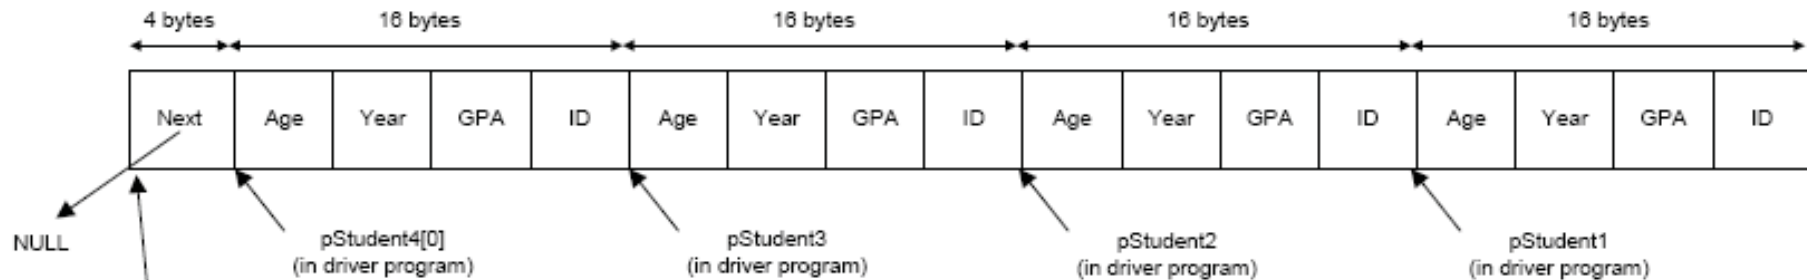 4 bytes 16 bytes 16 bytes 16 bytes 16 bytes
Next Age Year GPA ID Age Year GPA ID Age Year GPA ID Age Year GPA ID
NULL pStudent4[0] pStudent3 pStudent2 pStudent1
(in driver program) (in driver program) (in driver program) (in driver program)